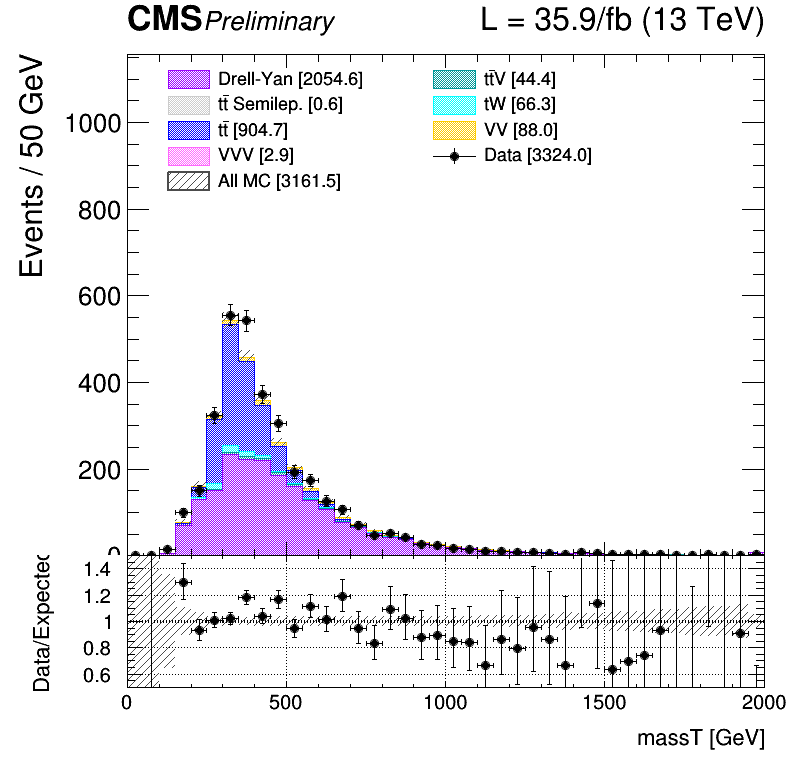 CMS Preliminary L = 35.9/fb (13 TeV)
Drell-Yan [2054.6]
tt̄ Semilep. [0.6]
tt̄ [904.7]
VVV [2.9]
All MC [3161.5]
tt̄V [44.4]
tW [66.3]
VV [88.0]
Data [3324.0]
Events / 50 GeV
1000
800
600
400
200
0
Data/Expected
1.4
1.2
1
0.8
0.6
0 500 1000 1500 2000
massT [GeV]